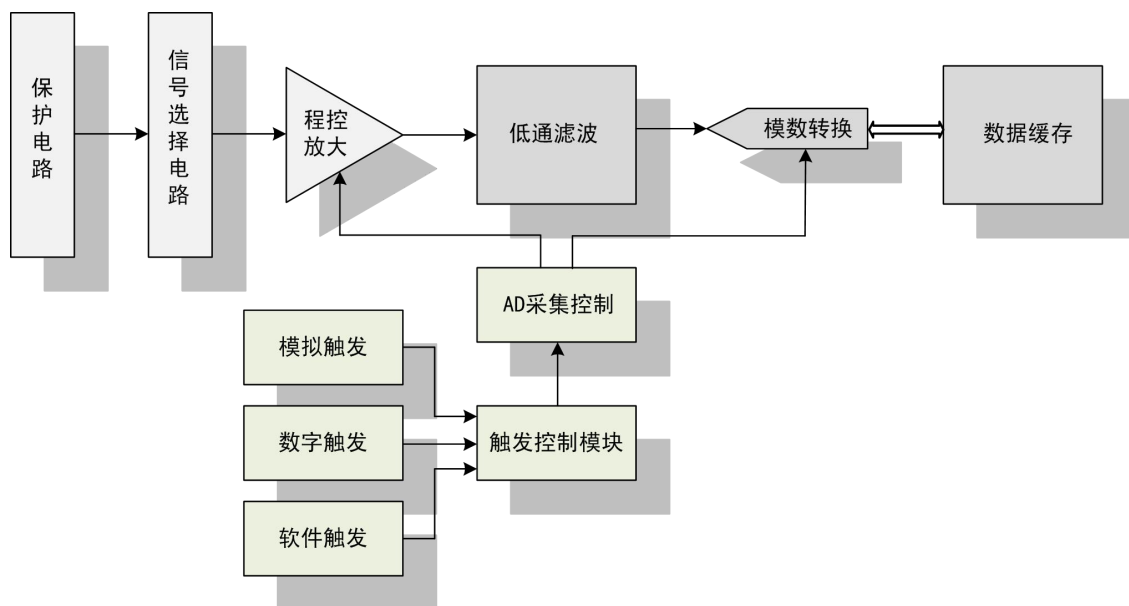 保护电路
信号选择电路
程控
放大
低通滤波
模数转换
数据缓存
AD采集控制
模拟触发
数字触发
触发控制模块
软件触发